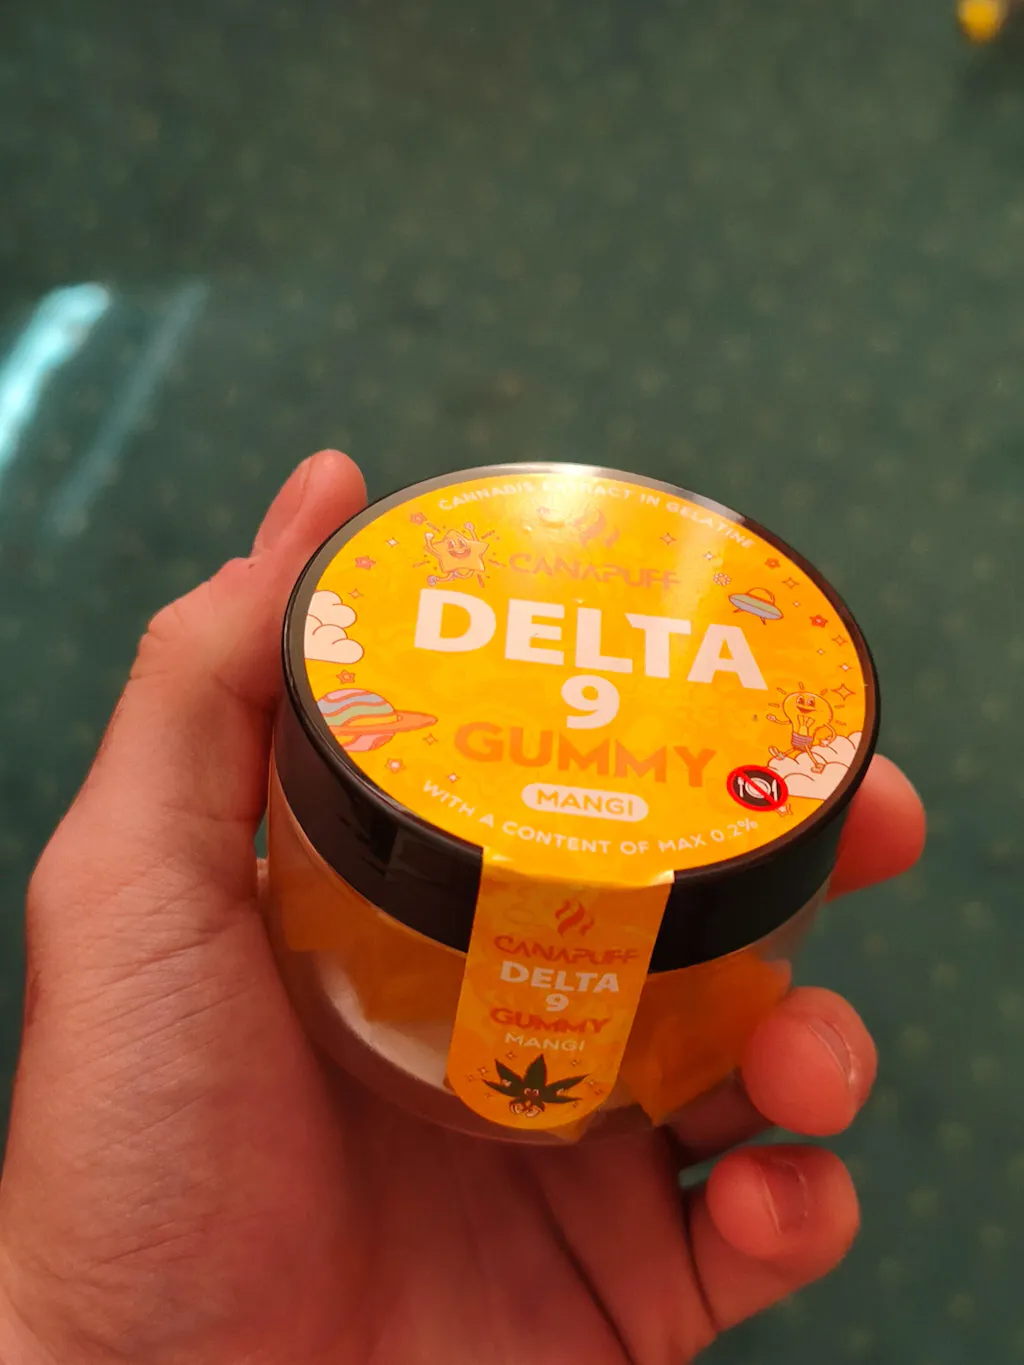 CANNABIS EXTRACT IN GELATINE
CANAPUFF
DELTA
9
GUMMY
MANGI
WITH A CONTENT OF MAX 0.2%
CANAPUFF
DELTA
9
GUMMY
MANGI